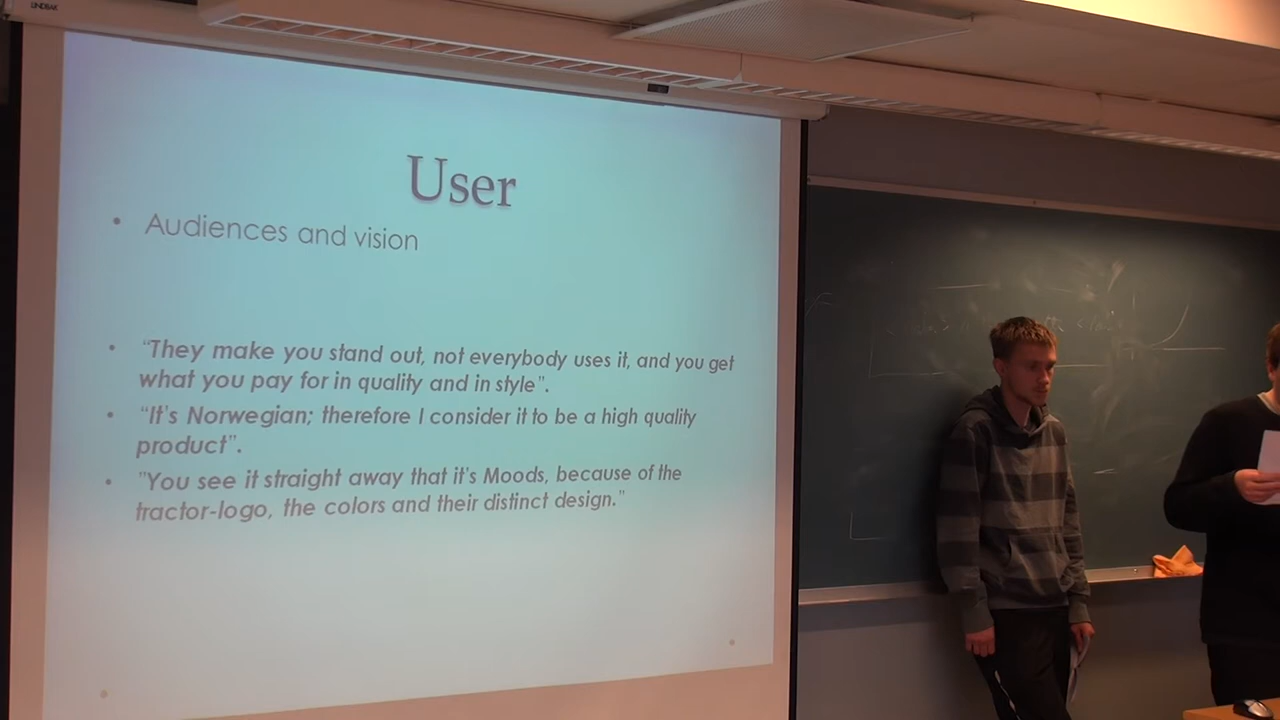 LINDBAK
User
• Audiences and vision
• "They make you stand out, not everybody uses it, and you get
what you pay for in quality and in style".
• "It's Norwegian; therefore I consider it to be a high quality
product".
• "You see it straight away that it's Moods, because of the
tractor-logo, the colors and their distinct design."